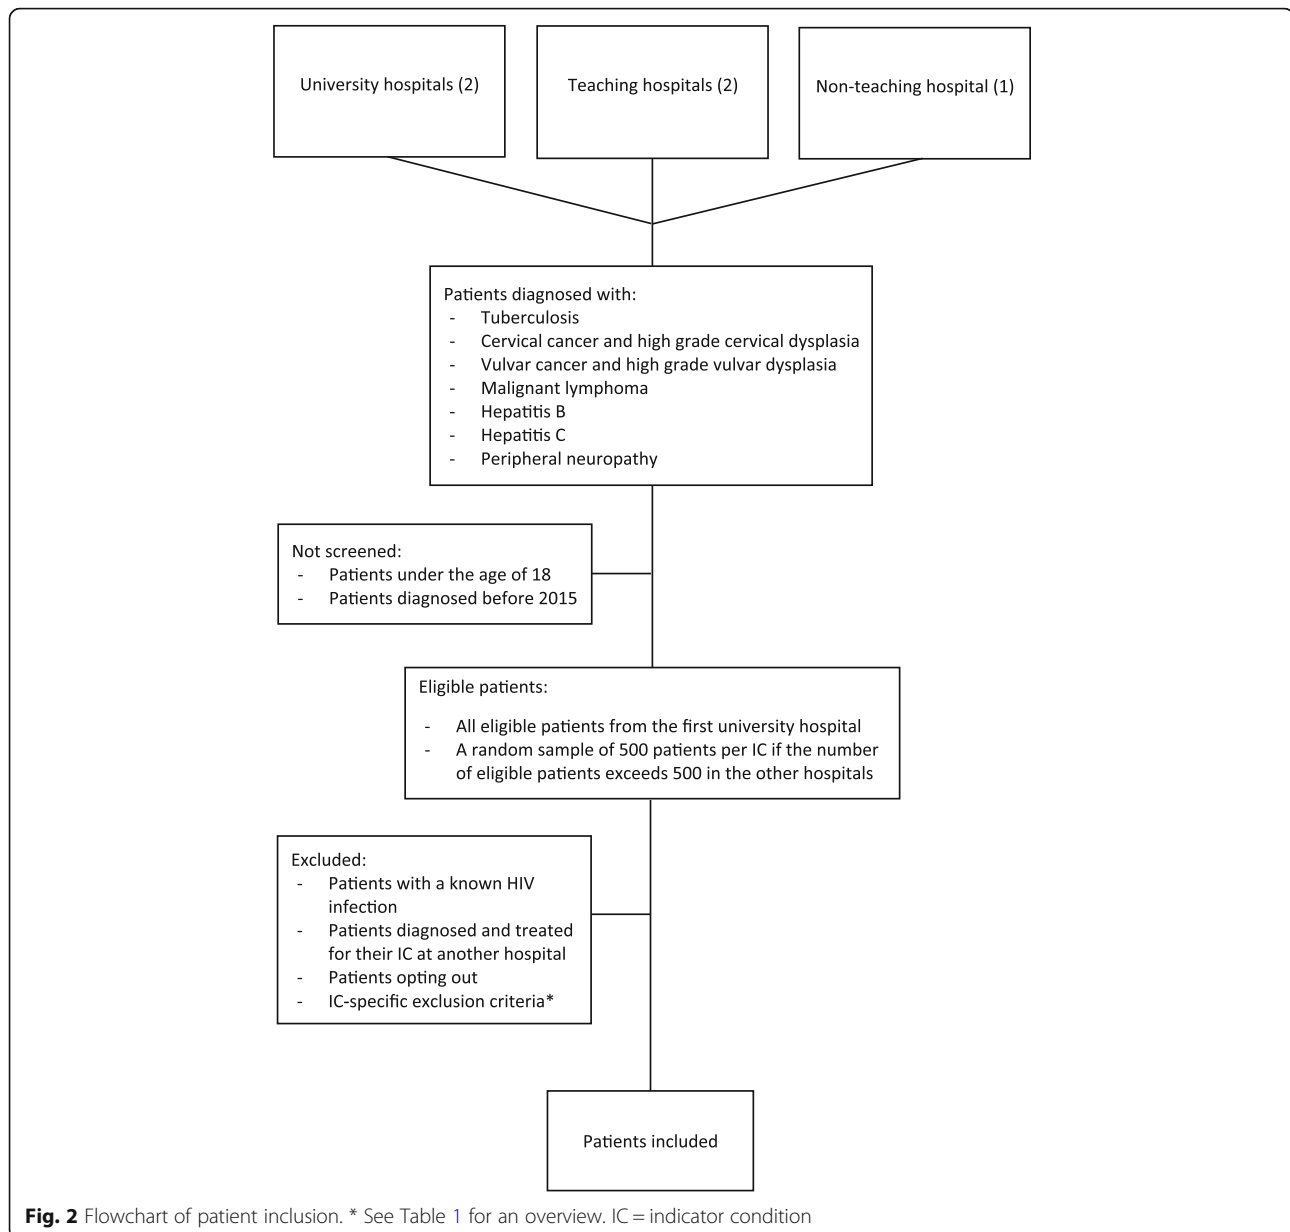 University hospitals (2)
Teaching hospitals (2)
Non-teaching hospital (1)
Patients diagnosed with:
- Tuberculosis
- Cervical cancer and high grade cervical dysplasia
- Vulvar cancer and high grade vulvar dysplasia
- Malignant lymphoma
- Hepatitis B
- Hepatitis C
- Peripheral neuropathy
Not screened:
- Patients under the age of 18
- Patients diagnosed before 2015
Eligible patients:
- All eligible patients from the first university hospital
- A random sample of 500 patients per IC if the number
of eligible patients exceeds 500 in the other hospitals
Excluded:
- Patients with a known HIV
infection
- Patients diagnosed and treated
for their IC at another hospital
- Patients opting out
- IC-specific exclusion criteria*
Patients included
Fig. 2 Flowchart of patient inclusion. * See Table 1 for an overview. IC = indicator condition